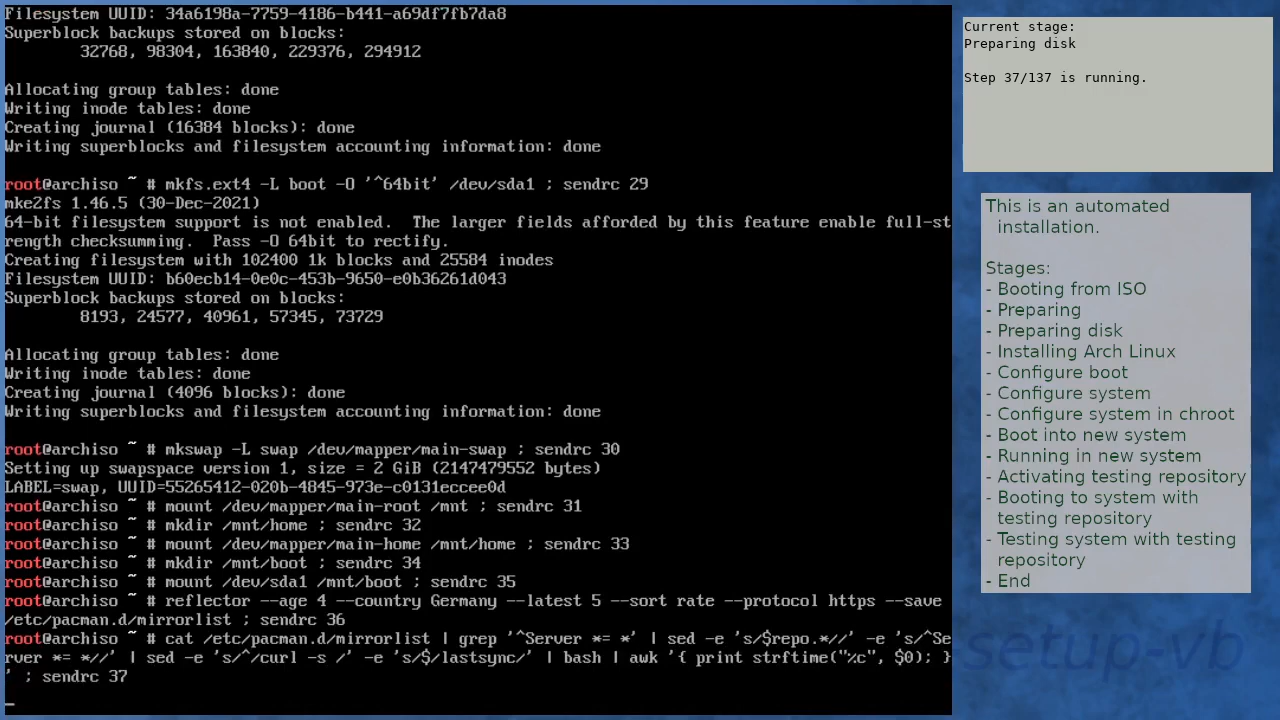 Filesystem UUID: 34a6198a-7759-4186-b441-a69df7fb7da8
Superblock backups stored on blocks:
        32768, 98304, 163840, 229376, 294912

Allocating group tables: done
Writing inode tables: done
Creating journal (16384 blocks): done
Writing superblocks and filesystem accounting information: done

root@archiso ~ # mkfs.ext4 -L boot -O '^64bit' /dev/sda1 ; sendrc 29
mke2fs 1.46.5 (30-Dec-2021)
64-bit filesystem support is not enabled.  The larger fields afforded by this feature enable full-st
rength checksumming.  Pass -O 64bit to rectify.
Creating filesystem with 102400 1k blocks and 25584 inodes
Filesystem UUID: b60ecb14-0e0c-453b-9650-e0b36261d043
Superblock backups stored on blocks:
        8193, 24577, 40961, 57345, 73729

Allocating group tables: done
Writing inode tables: done
Creating journal (4096 blocks): done
Writing superblocks and filesystem accounting information: done

root@archiso ~ # mkswap -L swap /dev/mapper/main-swap ; sendrc 30
Setting up swapspace version 1, size = 2 GiB (2147479552 bytes)
LABEL=swap, UUID=55265412-020b-4845-973e-c0131eccee0d
root@archiso ~ # mount /dev/mapper/main-root /mnt ; sendrc 31
root@archiso ~ # mkdir /mnt/home ; sendrc 32
root@archiso ~ # mount /dev/mapper/main-home /mnt/home ; sendrc 33
root@archiso ~ # mkdir /mnt/boot ; sendrc 34
root@archiso ~ # mount /dev/sda1 /mnt/boot ; sendrc 35
root@archiso ~ # reflector --age 4 --country Germany --latest 5 --sort rate --protocol https --save
/etc/pacman.d/mirrorlist ; sendrc 36
root@archiso ~ # cat /etc/pacman.d/mirrorlist | grep '^Server *= *' | sed -e 's/$repo.*//' -e 's/^Se
rver *= *//' | sed -e 's/^/curl -s /' -e 's/$/lastsync/' | bash | awk '{ print strftime("%c", $0); }
' ; sendrc 37
Current stage:
Preparing disk

Step 37/137 is running.
This is an automated
installation.

Stages:
- Booting from ISO
- Preparing
- Preparing disk
- Installing Arch Linux
- Configure boot
- Configure system
- Configure system in chroot
- Boot into new system
- Running in new system
- Activating testing repository
- Booting to system with
testing repository
- Testing system with testing
repository
- End
setup-vb